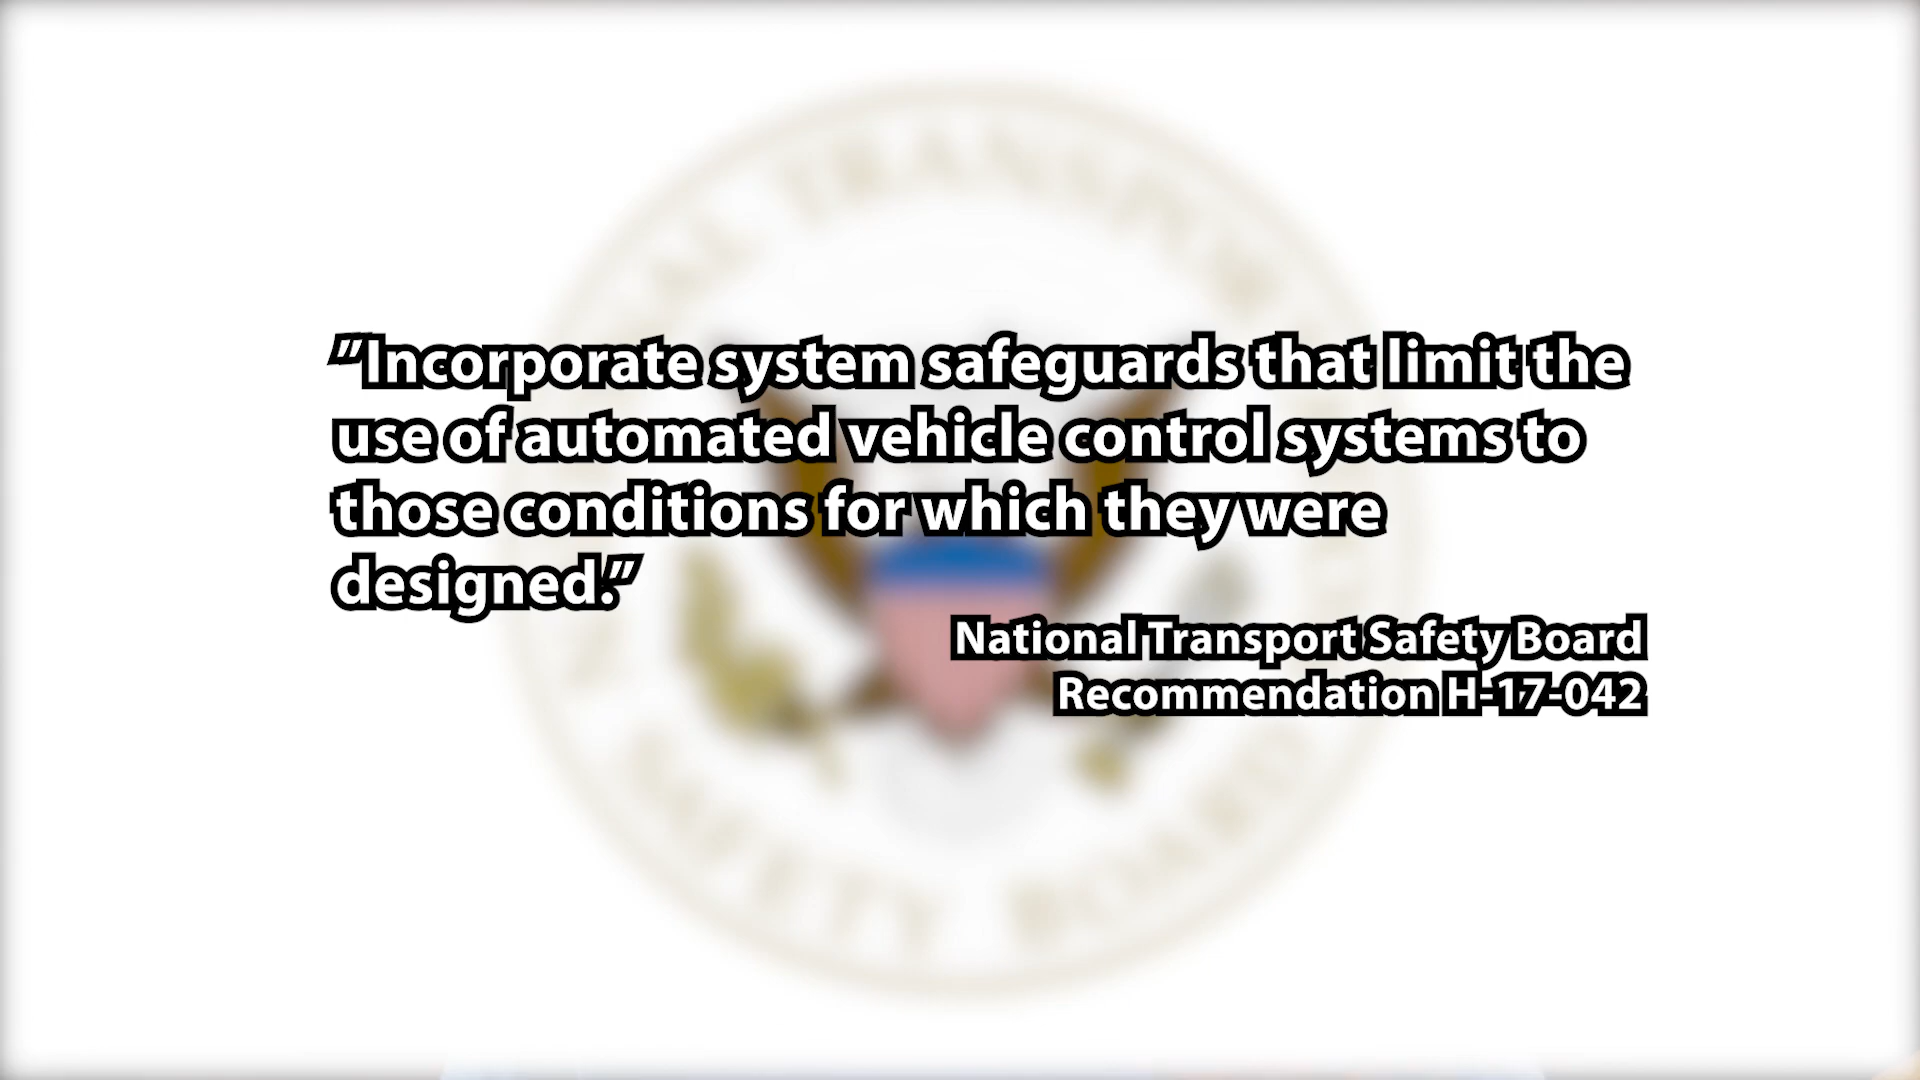 "Incorporate system safeguards that limit the
use of automated vehicle control systems to
those conditions for which they were
designed."
National Transport Safety Board
Recommendation H-17-042